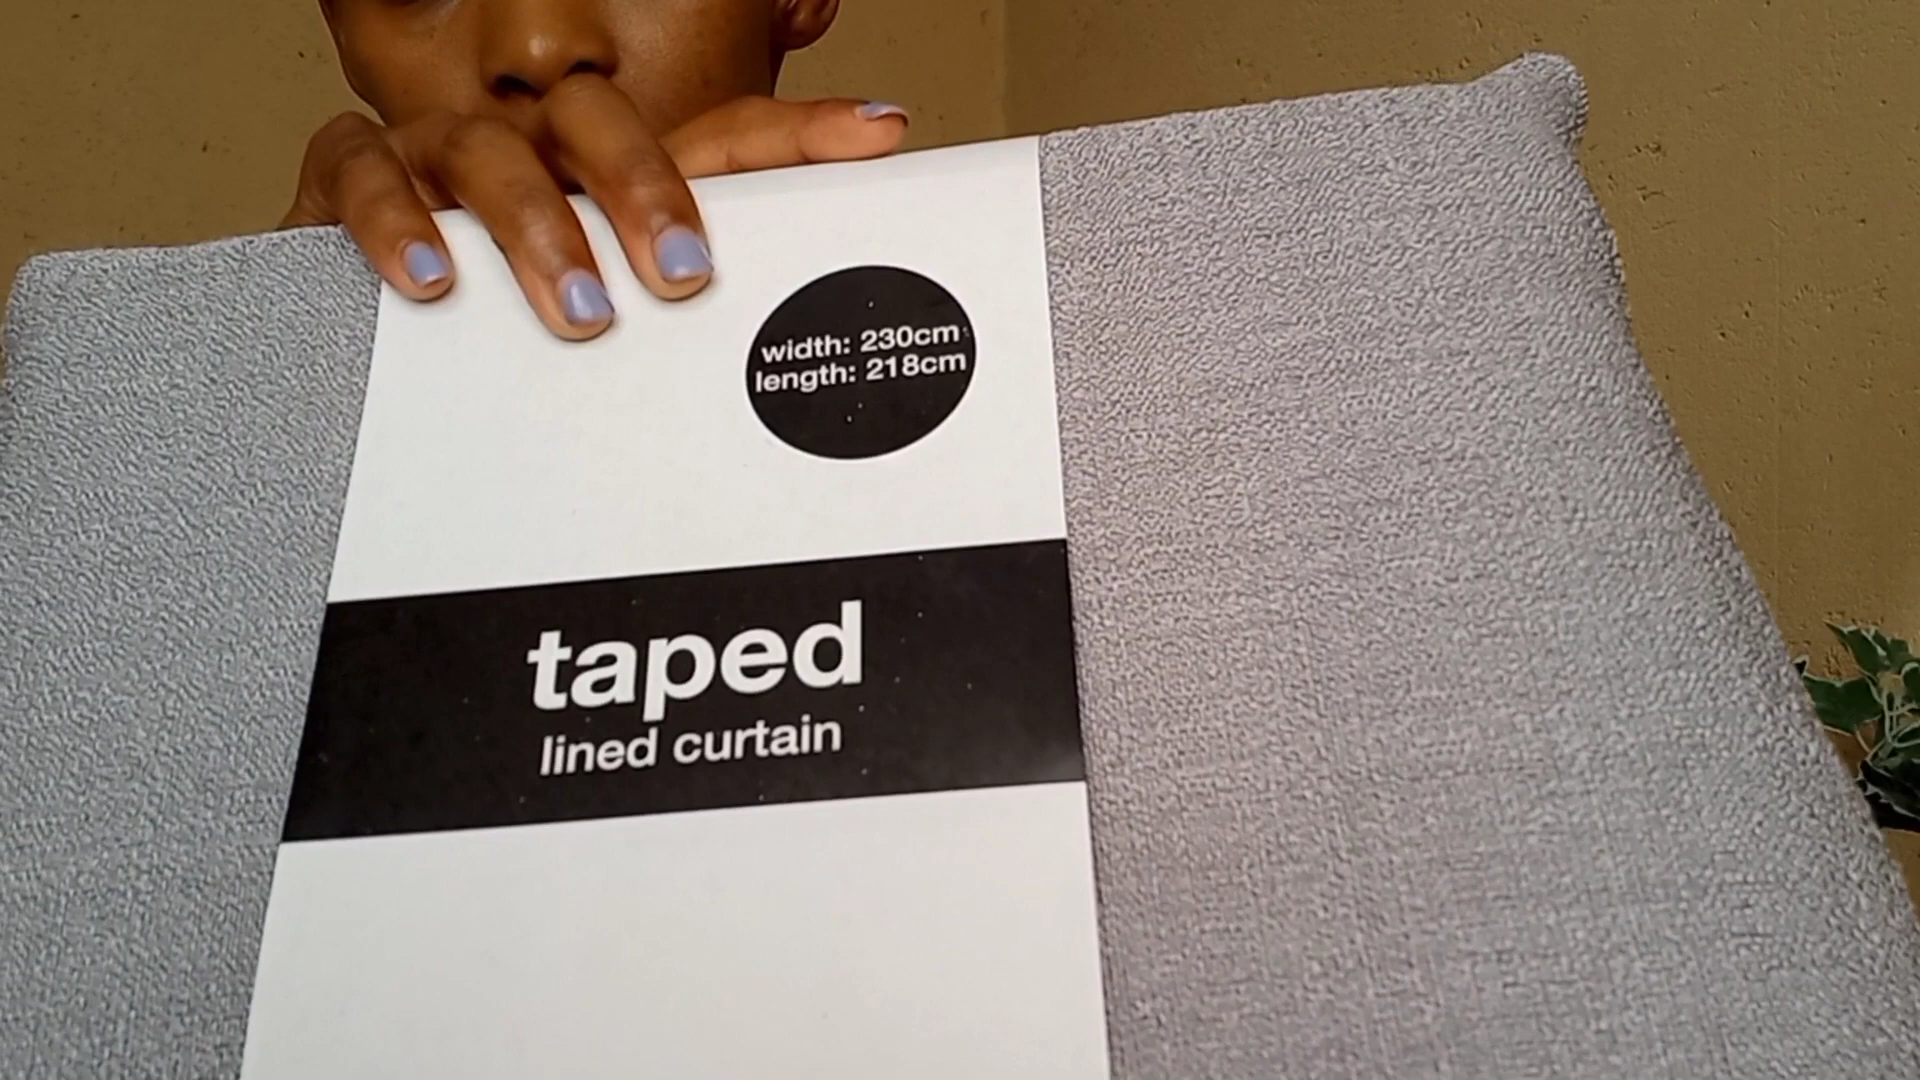 width: 230cm
length: 218cm
taped
lined curtain